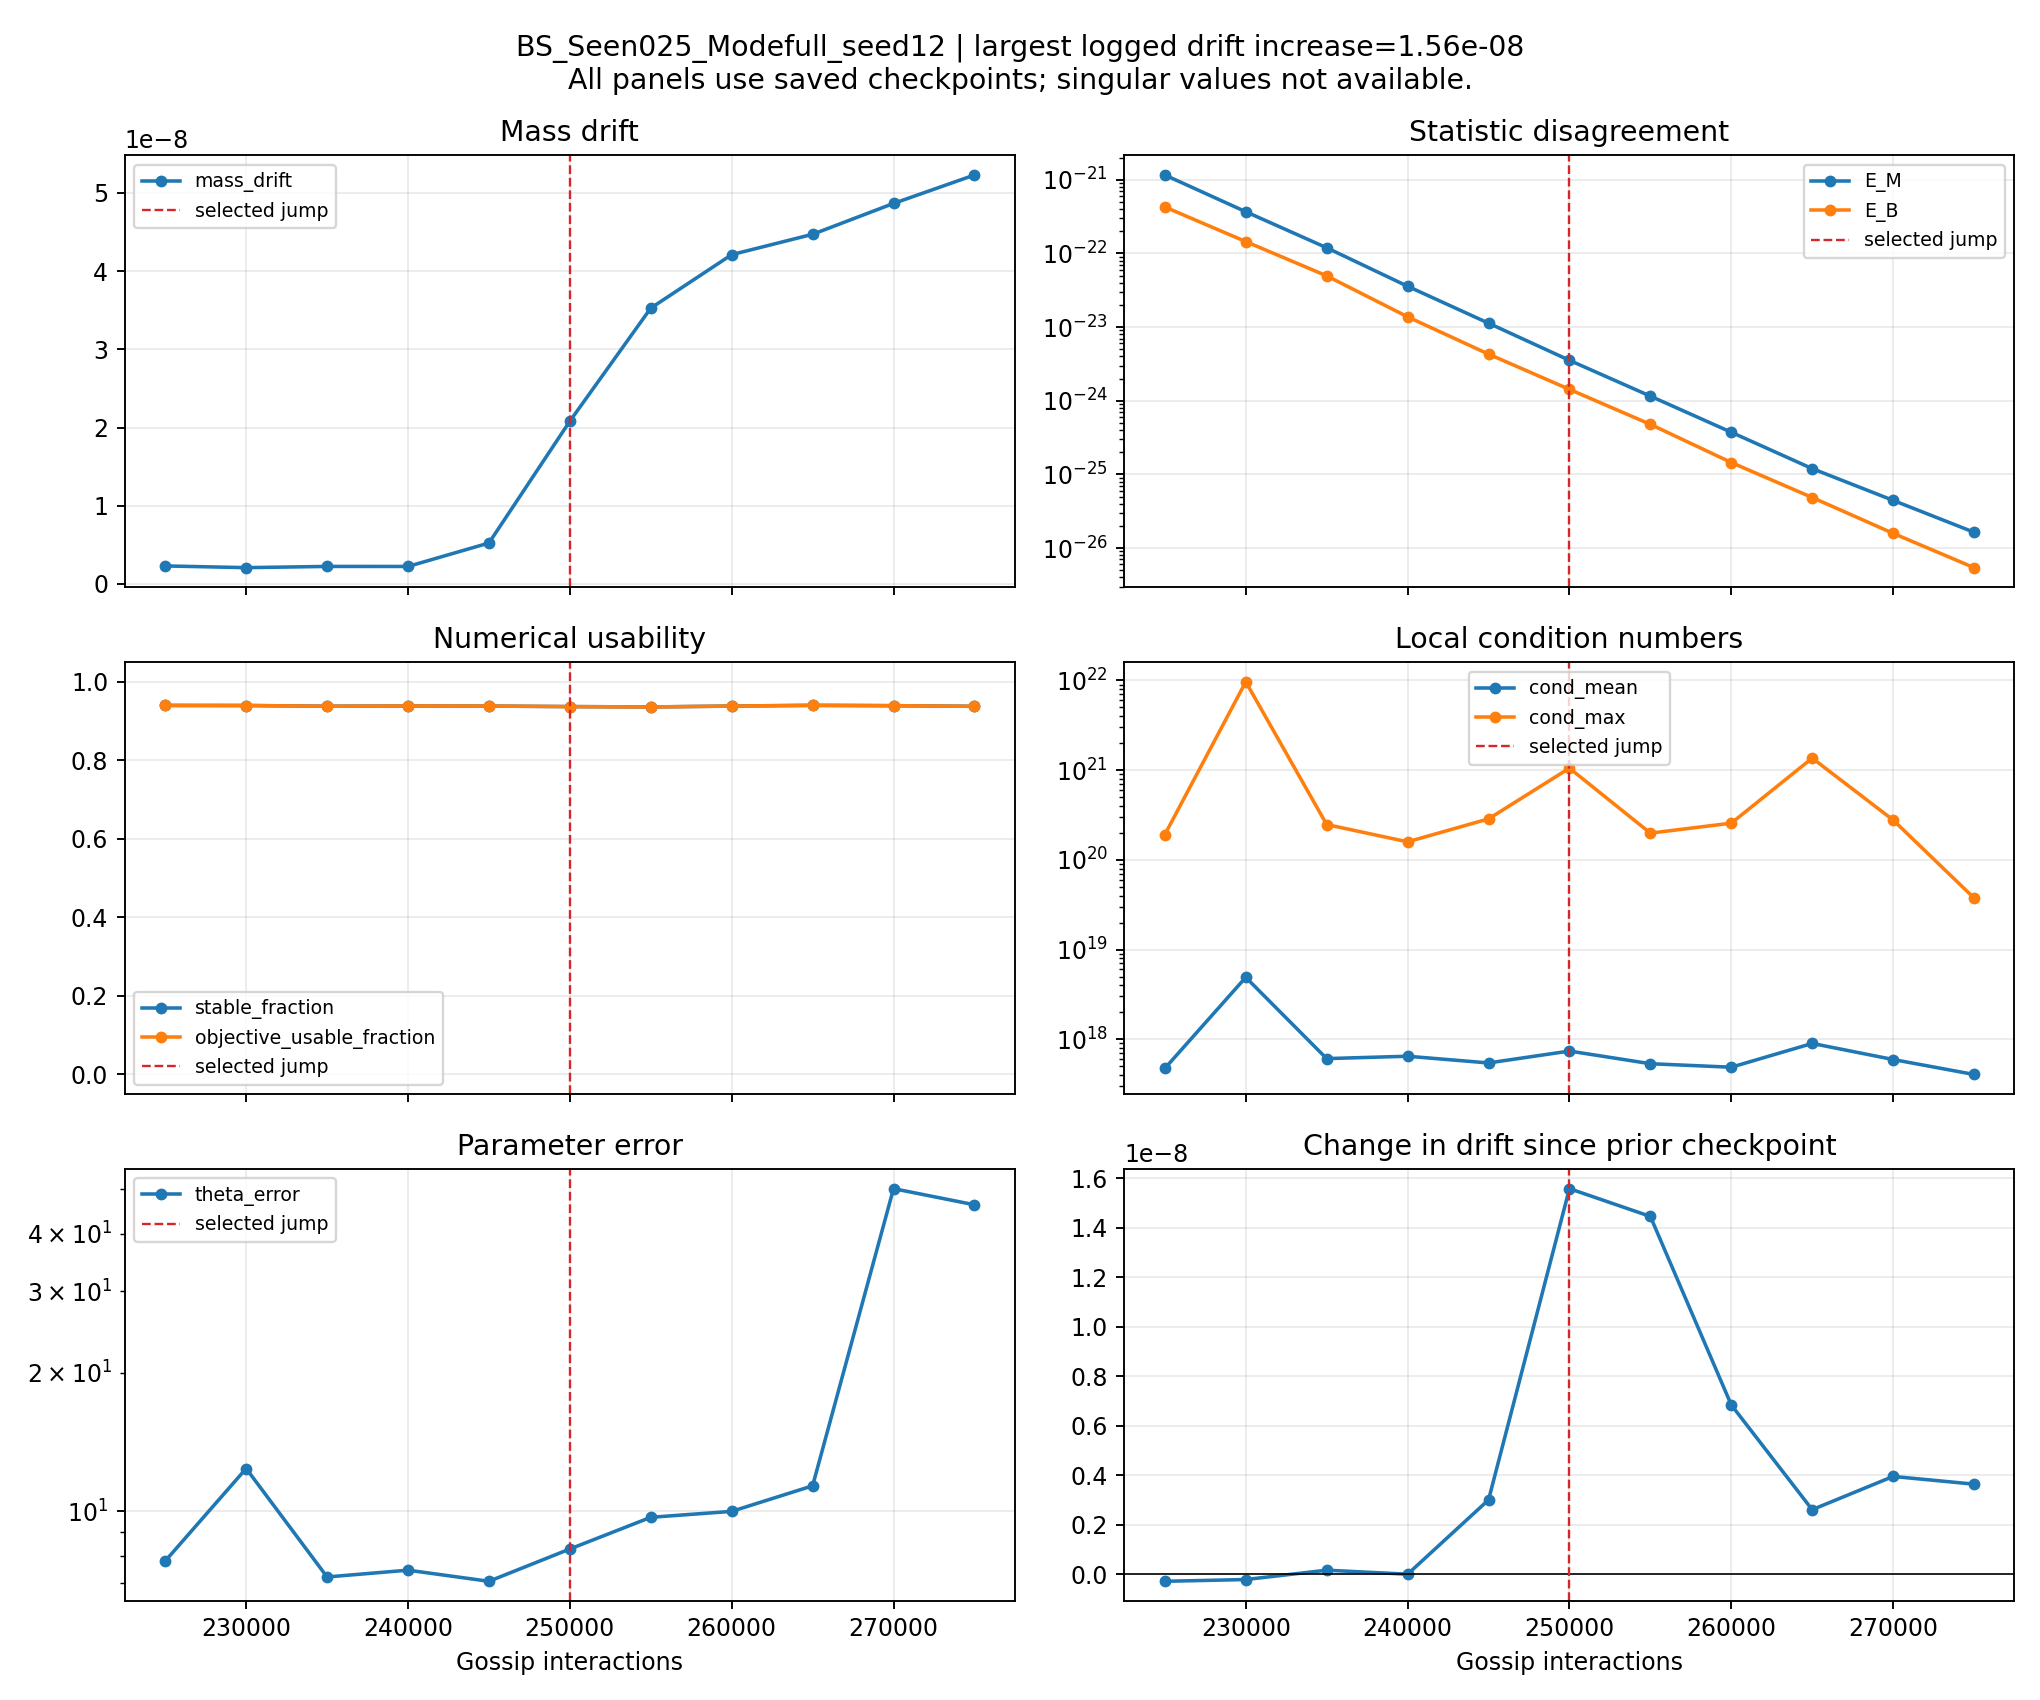 BS_Seen025_Modefull_seed12 | largest logged drift increase=1.56e-08
All panels use saved checkpoints; singular values not available.
Mass drift
1e−8
5
4
3
2
1
0
mass_drift
selected jump
Statistic disagreement
10−21
10−22
10−23
10−24
10−25
10−26
E_M
E_B
selected jump
Numerical usability
1.0
0.8
0.6
0.4
0.2
0.0
stable_fraction
objective_usable_fraction
selected jump
Local condition numbers
10²²
10²¹
10²⁰
10¹⁹
10¹⁸
cond_mean
cond_max
selected jump
Parameter error
4 × 10¹
3 × 10¹
2 × 10¹
10¹
theta_error
selected jump
230000 240000 250000 260000 270000
Gossip interactions
Change in drift since prior checkpoint
1e−8
1.6
1.4
1.2
1.0
0.8
0.6
0.4
0.2
0.0
230000 240000 250000 260000 270000
Gossip interactions